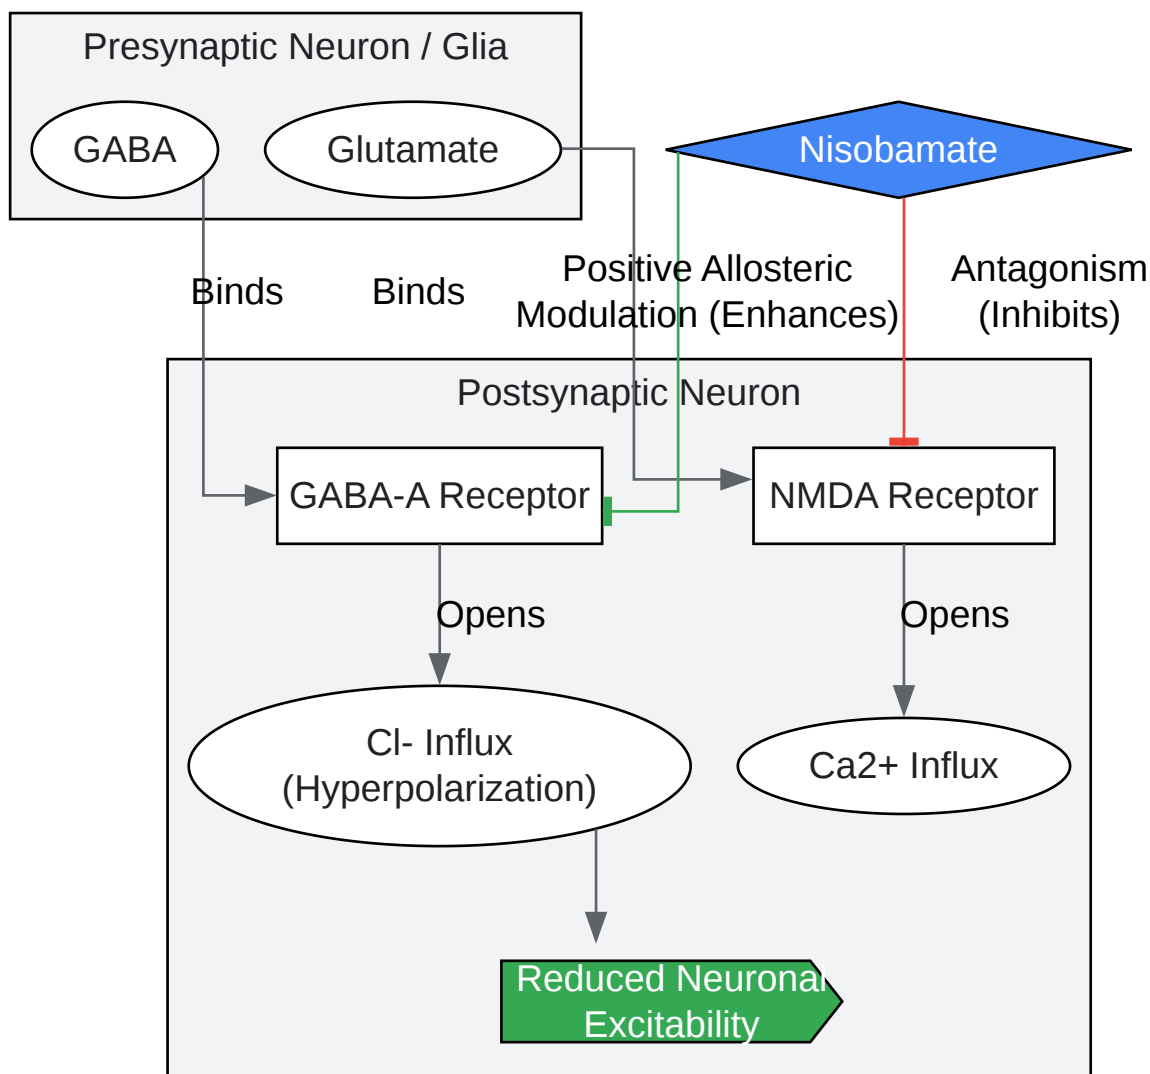 Presynaptic Neuron / Glia
GABA
Glutamate
Nisobamate
Binds
Binds
Positive Allosteric
Modulation (Enhances)
Antagonism
(Inhibits)
Postsynaptic Neuron
GABA-A Receptor
NMDA Receptor
Opens
Opens
Cl- Influx
(Hyperpolarization)
Ca2+ Influx
Reduced Neuronal
Excitability